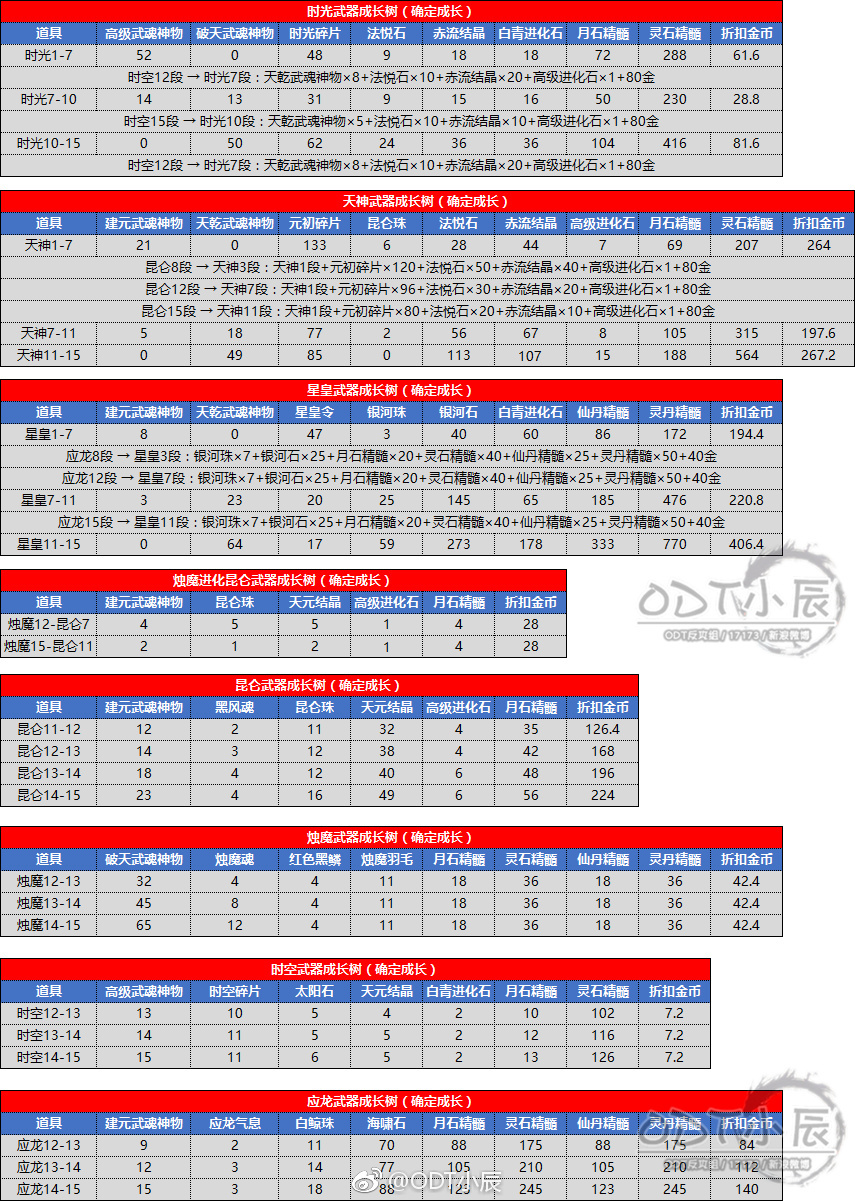 时光武器成长树（确定成长）
道具 高级武魂神物 破天武魂神物 时光碎片 法悦石 赤流结晶 白青进化石 月石精髓 灵石精髓 折扣金币
时光1-7 52 0 48 9 18 18 72 288 61.6
时空12段 → 时光7段：天乾武魂神物×8+法悦石×10+赤流结晶×20+高级进化石×1+80金
时光7-10 14 13 31 9 15 16 50 230 28.8
时空15段 → 时光10段：天乾武魂神物×5+法悦石×10+赤流结晶×10+高级进化石×1+80金
时光10-15 0 50 62 24 36 36 104 416 81.6
时空12段 → 时光7段：天乾武魂神物×8+法悦石×10+赤流结晶×20+高级进化石×1+80金
天神武器成长树（确定成长）
道具 建元武魂神物 天乾武魂神物 元初碎片 昆仑珠 法悦石 赤流结晶 高级进化石 月石精髓 灵石精髓 折扣金币
天神1-7 21 0 133 6 28 44 7 69 207 264
昆仑8段 → 天神3段：天神1段+元初碎片×120+法悦石×50+赤流结晶×40+高级进化石×1+80金
昆仑12段 → 天神7段：天神1段+元初碎片×96+法悦石×30+赤流结晶×20+高级进化石×1+80金
昆仑15段 → 天神11段：天神1段+元初碎片×80+法悦石×20+赤流结晶×10+高级进化石×1+80金
天神7-11 5 18 77 2 56 67 8 105 315 197.6
天神11-15 0 49 85 0 113 107 15 188 564 267.2
星皇武器成长树（确定成长）
道具 建元武魂神物 天乾武魂神物 星皇令 银河珠 银河石 白青进化石 仙丹精髓 灵丹精髓 折扣金币
星皇1-7 8 0 47 3 40 60 86 172 194.4
应龙8段 → 星皇3段：银河珠×7+银河石×25+月石精髓×20+灵石精髓×40+仙丹精髓×25+灵丹精髓×50+40金
应龙12段 → 星皇7段：银河珠×7+银河石×25+月石精髓×20+灵石精髓×40+仙丹精髓×25+灵丹精髓×50+40金
星皇7-11 3 23 20 25 145 65 185 476 220.8
应龙15段 → 星皇11段：银河珠×7+银河石×25+月石精髓×20+灵石精髓×40+仙丹精髓×25+灵丹精髓×50+40金
星皇11-15 0 64 17 59 273 178 333 770 406.4
烛魔进化昆仑武器成长树（确定成长）
道具 建元武魂神物 昆仑珠 天元结晶 高级进化石 月石精髓 折扣金币
烛魔12-昆仑7 4 5 5 1 4 28
烛魔15-昆仑11 2 1 2 1 4 28
ODT小辰
ODT反攻组/17173/新浪微博
昆仑武器成长树（确定成长）
道具 建元武魂神物 黑风魂 昆仑珠 天元结晶 高级进化石 月石精髓 折扣金币
昆仑11-12 12 2 11 32 4 35 126.4
昆仑12-13 14 3 12 38 4 42 168
昆仑13-14 18 4 12 40 6 48 196
昆仑14-15 23 4 16 49 6 56 224
烛魔武器成长树（确定成长）
道具 破天武魂神物 烛魔魂 红色黑鳞 烛魔羽毛 月石精髓 灵石精髓 仙丹精髓 灵丹精髓 折扣金币
烛魔12-13 32 4 4 11 18 36 18 36 42.4
烛魔13-14 45 8 4 11 18 36 18 36 42.4
烛魔14-15 65 12 4 11 18 36 18 36 42.4
时空武器成长树（确定成长）
道具 高级武魂神物 时空碎片 太阳石 天元结晶 白青进化石 月石精髓 灵石精髓 折扣金币
时空12-13 13 10 5 4 2 10 102 7.2
时空13-14 14 11 5 5 2 12 116 7.2
时空14-15 15 11 6 5 2 13 126 7.2
应龙武器成长树（确定成长）
道具 建元武魂神物 应龙气息 白鲸珠 海啸石 月石精髓 灵石精髓 仙丹精髓 灵丹精髓 折扣金币
应龙12-13 9 2 11 70 88 175 88 175 84
应龙13-14 12 3 14 77 105 210 105 210 112
应龙14-15 15 3 18 88 123 245 123 245 140
ODT小辰
@ODT小辰